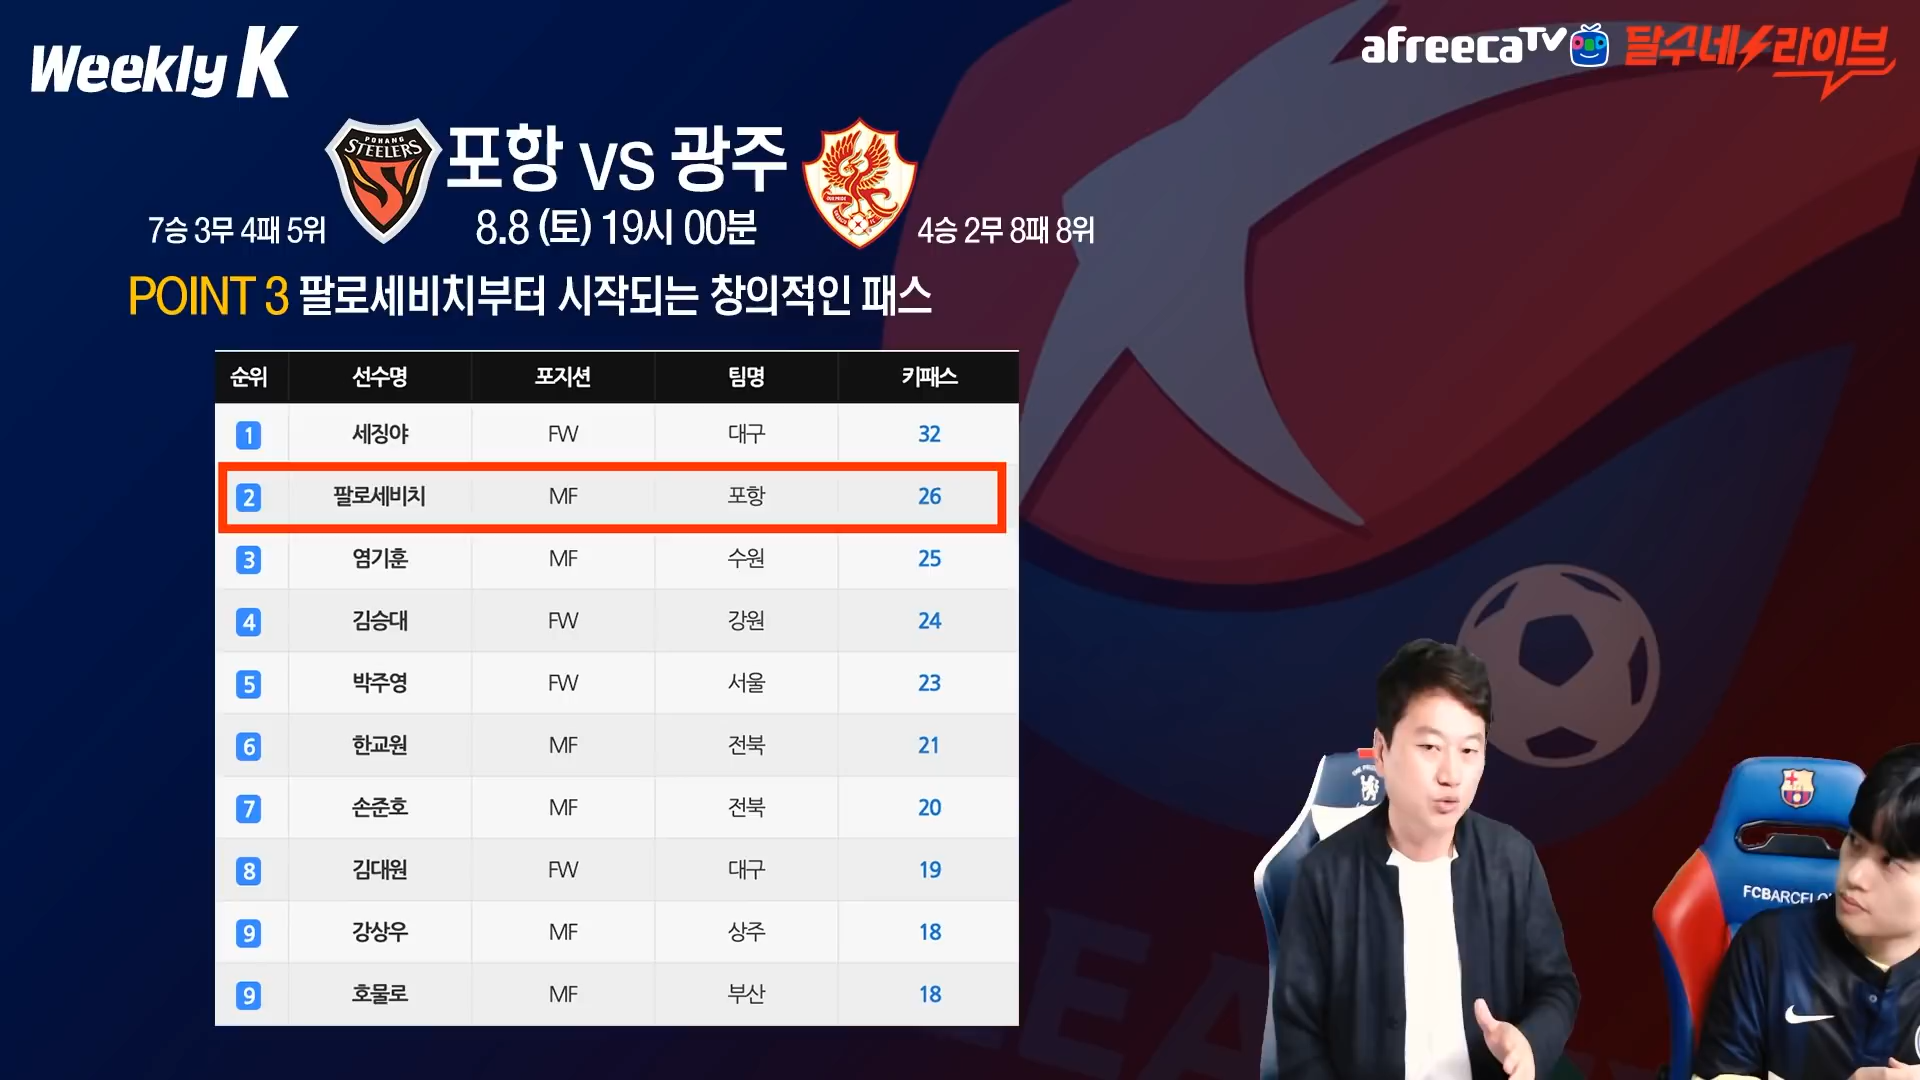 Weekly K
afreecaTV 달수네라이브
POHANG
STEELERS
포항 VS 광주
7승 3무 4패 5위
8.8 (토) 19시 00분
4승 2무 8패 8위
POINT 3 팔로세비치부터 시작되는 창의적인 패스
순위 선수명 포지션 팀명 키패스
1 세징야 FW 대구 32
2 팔로세비치 MF 포항 26
3 염기훈 MF 수원 25
4 김승대 FW 강원 24
5 박주영 FW 서울 23
6 한교원 MF 전북 21
7 손준호 MF 전북 20
8 김대원 FW 대구 19
9 강상우 MF 상주 18
9 호물로 MF 부산 18